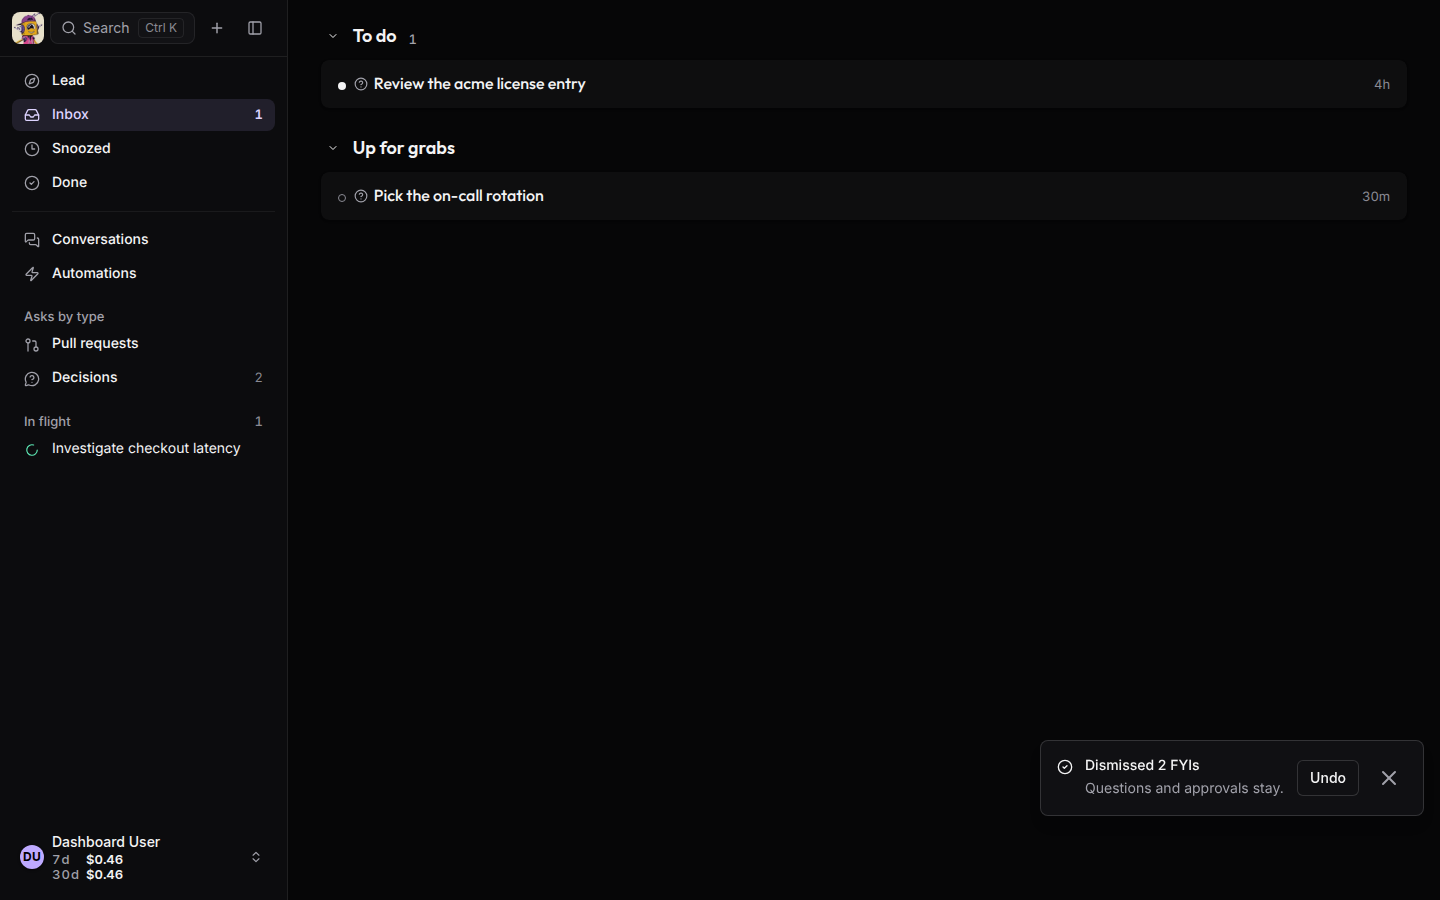 Search
Ctrl K
Lead
Inbox 1
Snoozed
Done
Conversations
Automations
Asks by type
Pull requests
Decisions 2
In flight 1
Investigate checkout latency
DU
Dashboard User
7d $0.46
30d $0.46
To do 1
Review the acme license entry 4h
Up for grabs
Pick the on-call rotation 30m
Dismissed 2 FYIs
Questions and approvals stay.
Undo